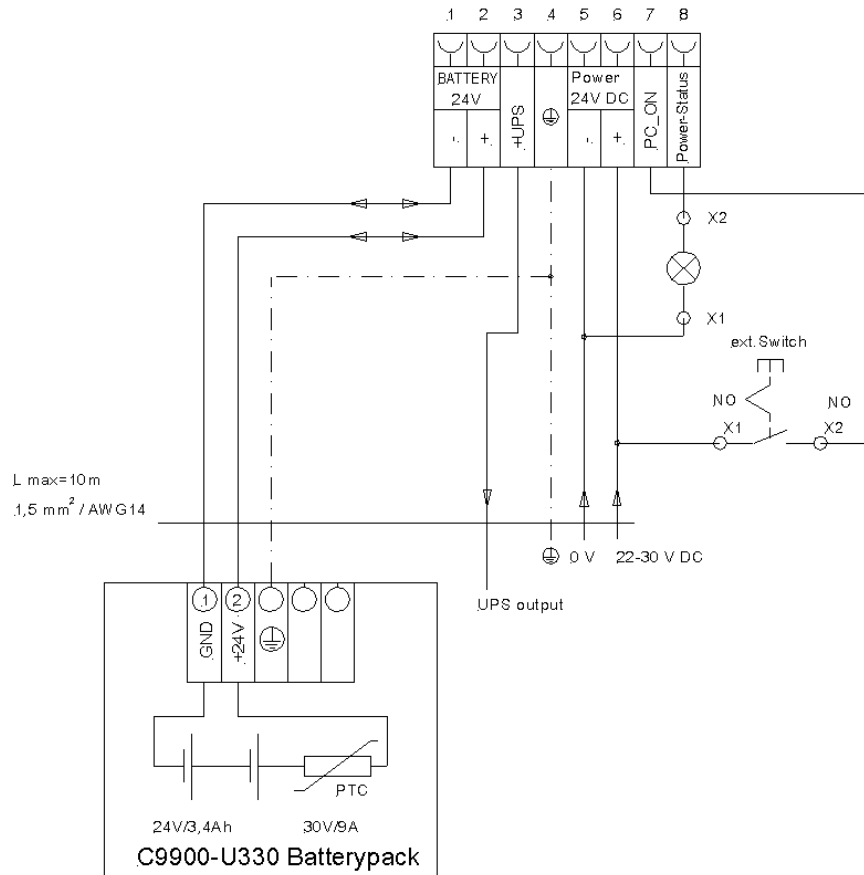 1 2 3 4 5 6 7 8
BATTERY
24V
- +
+UPS
Power
24V DC
- +
PC_ON
Power-Status
X2
X1
ext.Switch
NO NO
X1 X2
L max=10m
1,5 mm² / AWG14
0 V 22-30 V DC
UPS output
1 2
GND
+24V
PTC
24V/3,4Ah 30V/9A
C9900-U330 Batterypack